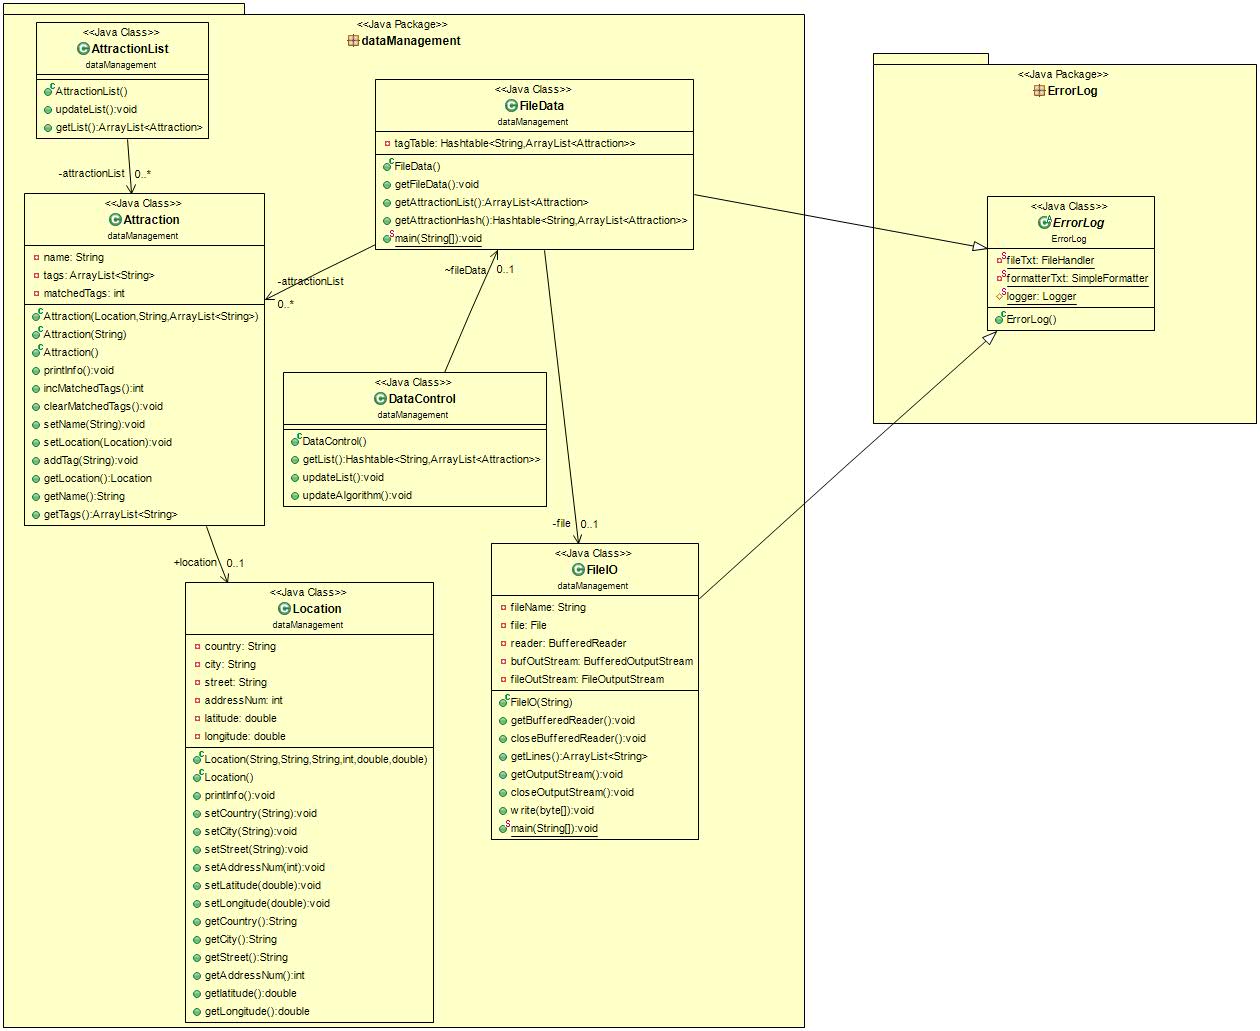 <<Java Package>>
dataManagement
<<Java Class>>
AttractionList
dataManagement
AttractionList()
updateList():void
getList():ArrayList<Attraction>
-attractionList
0..*
<<Java Class>>
Attraction
dataManagement
name: String
tags: ArrayList<String>
matchedTags: int
Attraction(Location,String,ArrayList<String>)
Attraction(String)
Attraction()
printInfo():void
incMatchedTags():int
clearMatchedTags():void
setName(String):void
setLocation(Location):void
addTag(String):void
getLocation():Location
getName():String
getTags():ArrayList<String>
+location
0..1
<<Java Class>>
Location
dataManagement
country: String
city: String
street: String
addressNum: int
latitude: double
longitude: double
Location(String,String,String,int,double,double)
Location()
printInfo():void
setCountry(String):void
setCity(String):void
setStreet(String):void
setAddressNum(int):void
setLatitude(double):void
setLongitude(double):void
getCountry():String
getCity():String
getStreet():String
getAddressNum():int
getlatitude():double
getLongitude():double
<<Java Class>>
FileData
dataManagement
tagTable: Hashtable<String,ArrayList<Attraction>>
FileData()
getFileData():void
getAttractionList():ArrayList<Attraction>
getAttractionHash():Hashtable<String,ArrayList<Attraction>>
main(String[]):void
-attractionList
0..*
~fileData
0..1
<<Java Class>>
DataControl
dataManagement
DataControl()
getList():Hashtable<String,ArrayList<Attraction>>
updateList():void
updateAlgorithm():void
-file
0..1
<<Java Class>>
FileIO
dataManagement
fileName: String
file: File
reader: BufferedReader
bufOutStream: BufferedOutputStream
fileOutStream: FileOutputStream
FileIO(String)
getBufferedReader():void
closeBufferedReader():void
getLines():ArrayList<String>
getOutputStream():void
closeOutputStream():void
write(byte[]):void
main(String[]):void
<<Java Package>>
ErrorLog
<<Java Class>>
ErrorLog
ErrorLog
fileTxt: FileHandler
formatterTxt: SimpleFormatter
logger: Logger
ErrorLog()